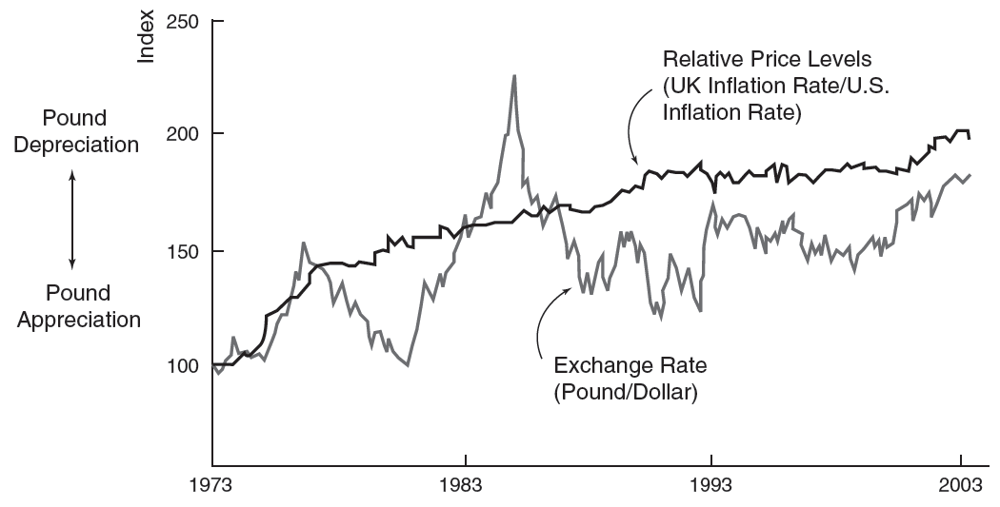 Index
250
200
150
100
Pound
Depreciation
Pound
Appreciation
Relative Price Levels
(UK Inflation Rate/U.S.
Inflation Rate)
Exchange Rate
(Pound/Dollar)
1973
1983
1993
2003